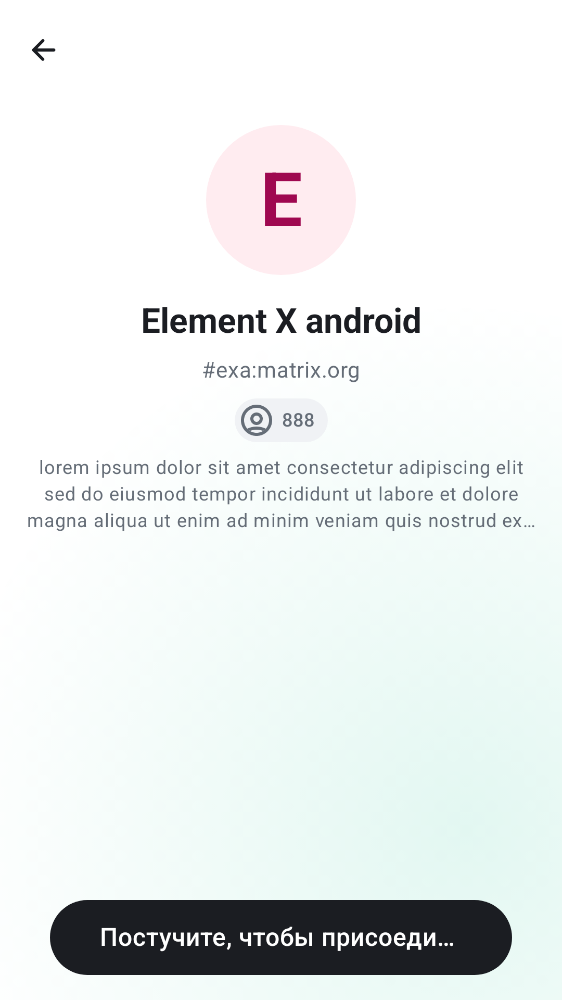 E
Element X android
#exa:matrix.org
888
lorem ipsum dolor sit amet consectetur adipiscing elit
sed do eiusmod tempor incididunt ut labore et dolore
magna aliqua ut enim ad minim veniam quis nostrud ex…
Постучите, чтобы присоеди…